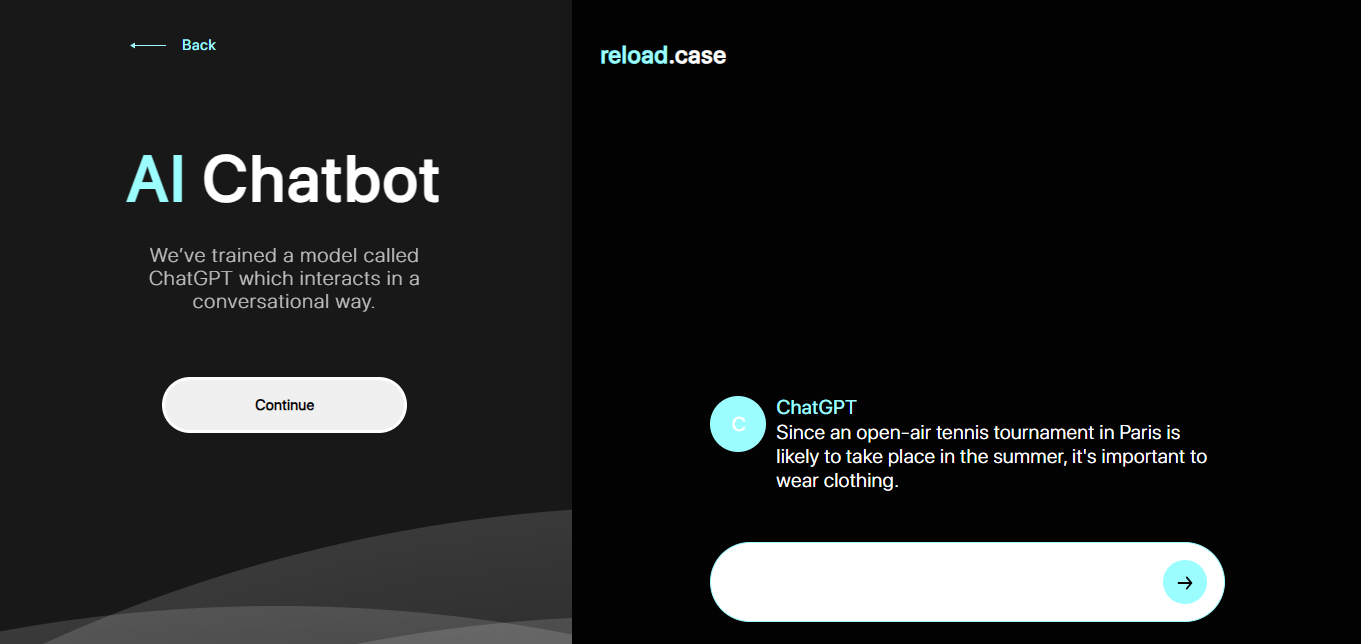 Back
AI Chatbot
We've trained a model called
ChatGPT which interacts in a
conversational way.
Continue
reload.case
C
ChatGPT
Since an open-air tennis tournament in Paris is
likely to take place in the summer, it's important to
wear clothing.